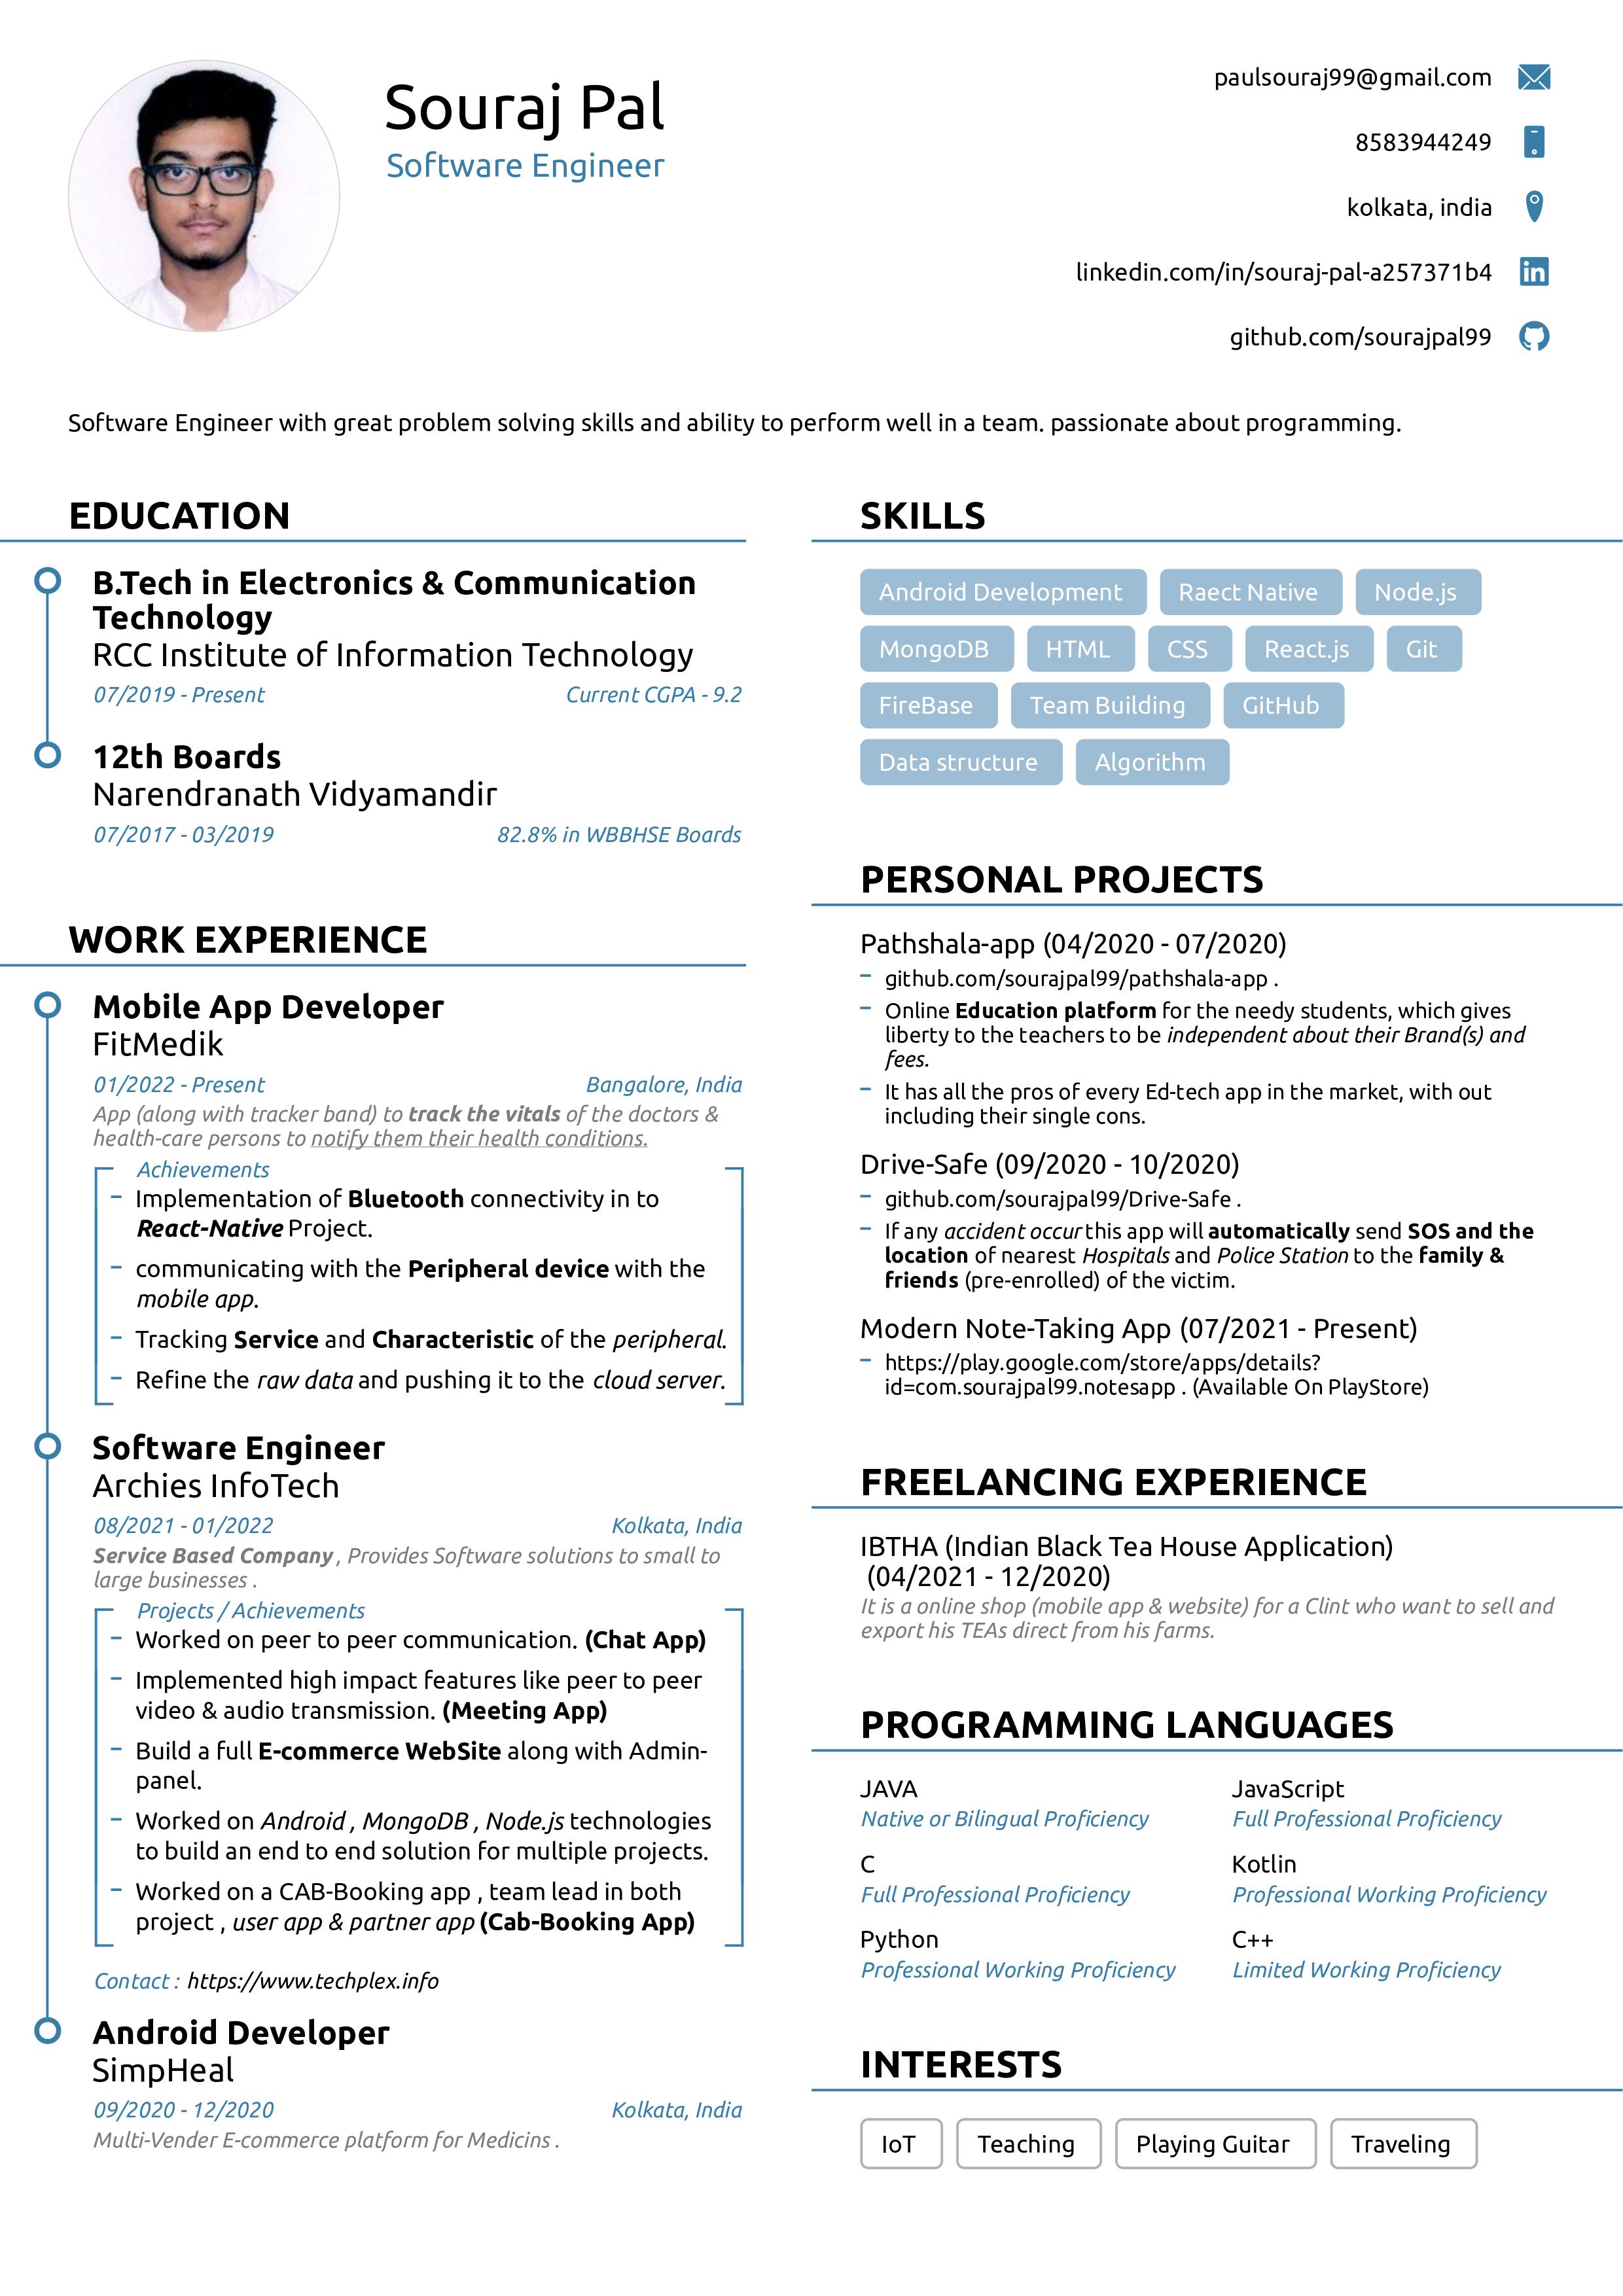 Souraj Pal
Software Engineer
paulsouraj99@gmail.com
8583944249
kolkata, india
linkedin.com/in/souraj-pal-a257371b4
github.com/sourajpal99
Software Engineer with great problem solving skills and ability to perform well in a team. passionate about programming.
EDUCATION
B.Tech in Electronics & Communication
Technology
RCC Institute of Information Technology
07/2019 - Present Current CGPA - 9.2
12th Boards
Narendranath Vidyamandir
07/2017 - 03/2019 82.8% in WBBHSE Boards
WORK EXPERIENCE
Mobile App Developer
FitMedik
01/2022 - Present Bangalore, India
App (along with tracker band) to track the vitals of the doctors &
health-care persons to notify them their health conditions.
Achievements
– Implementation of Bluetooth connectivity in to
React-Native Project.
– communicating with the Peripheral device with the
mobile app.
– Tracking Service and Characteristic of the peripheral.
– Refine the raw data and pushing it to the cloud server.
Software Engineer
Archies InfoTech
08/2021 - 01/2022 Kolkata, India
Service Based Company , Provides Software solutions to small to
large businesses .
Projects / Achievements
– Worked on peer to peer communication. (Chat App)
– Implemented high impact features like peer to peer
video & audio transmission. (Meeting App)
– Build a full E-commerce WebSite along with Admin-
panel.
– Worked on Android , MongoDB , Node.js technologies
to build an end to end solution for multiple projects.
– Worked on a CAB-Booking app , team lead in both
project , user app & partner app (Cab-Booking App)
Contact : https://www.techplex.info
Android Developer
SimpHeal
09/2020 - 12/2020 Kolkata, India
Multi-Vender E-commerce platform for Medicins .
SKILLS
Android Development Raect Native Node.js
MongoDB HTML CSS React.js Git
FireBase Team Building GitHub
Data structure Algorithm
PERSONAL PROJECTS
Pathshala-app (04/2020 - 07/2020)
– github.com/sourajpal99/pathshala-app .
– Online Education platform for the needy students, which gives
liberty to the teachers to be independent about their Brand(s) and
fees.
– It has all the pros of every Ed-tech app in the market, with out
including their single cons.
Drive-Safe (09/2020 - 10/2020)
– github.com/sourajpal99/Drive-Safe .
– If any accident occur this app will automatically send SOS and the
location of nearest Hospitals and Police Station to the family &
friends (pre-enrolled) of the victim.
Modern Note-Taking App (07/2021 - Present)
– https://play.google.com/store/apps/details?
id=com.sourajpal99.notesapp . (Available On PlayStore)
FREELANCING EXPERIENCE
IBTHA (Indian Black Tea House Application)
(04/2021 - 12/2020)
It is a online shop (mobile app & website) for a Clint who want to sell and
export his TEAs direct from his farms.
PROGRAMMING LANGUAGES
JAVA JavaScript
Native or Bilingual Proficiency Full Professional Proficiency
C Kotlin
Full Professional Proficiency Professional Working Proficiency
Python C++
Professional Working Proficiency Limited Working Proficiency
INTERESTS
IoT Teaching Playing Guitar Traveling